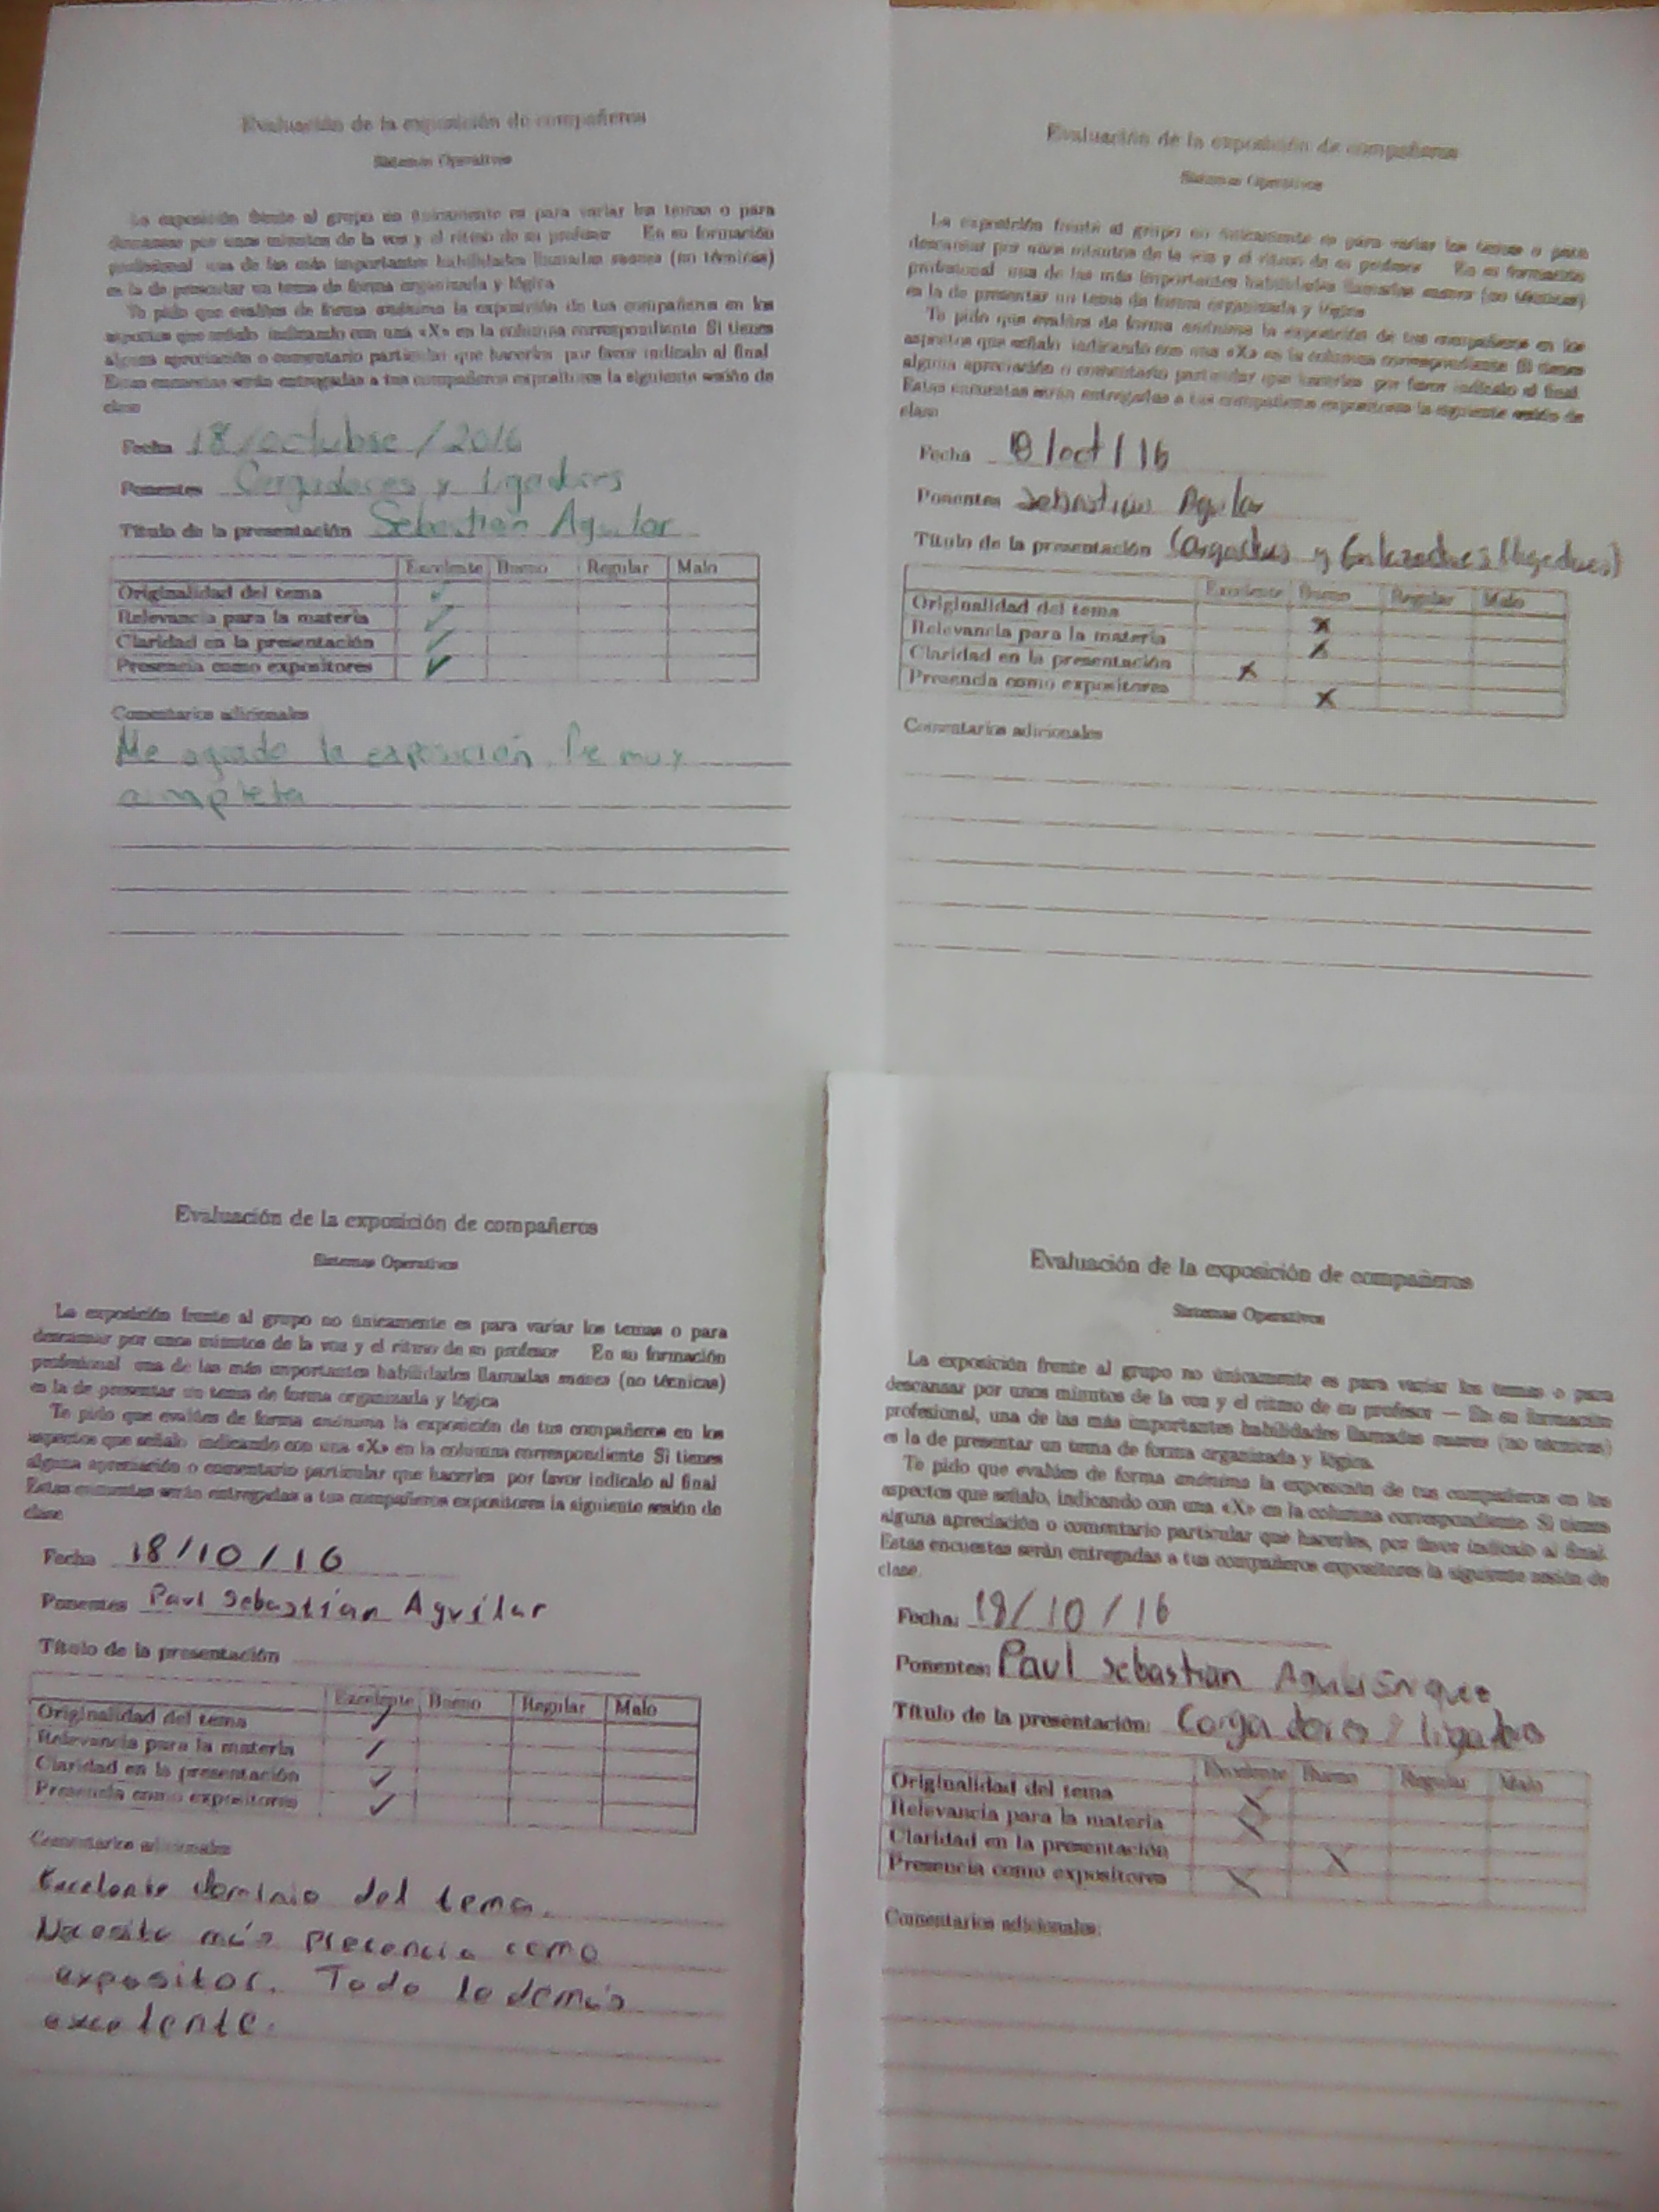 Evaluación de la exposición de compañeros
Sistemas Operativos
La exposición frente al grupo no únicamente es para variar los temas o para
descansar por unos minutos de la voz y el ritmo de su profesor En su formación
profesional una de las más importantes habilidades llamadas suaves (no técnicas)
es la de presentar un tema de forma organizada y lógica
Te pido que evalúes de forma anónima la exposición de tus compañeros en los
aspectos que señalo indicando con una «X» en la columna correspondiente Si tienes
alguna apreciación o comentario particular que hacerles por favor indícalo al final
Estas encuestas serán entregadas a tus compañeros expositores la siguiente sesión de
clase
Fecha 18/octubre/2016
Ponentes Cargadores y ligadores
Título de la presentación Sebastian Aguilar
Excelente Bueno Regular Malo
Originalidad del tema ✓
Relevancia para la materia ✓
Claridad en la presentación ✓
Presencia como expositores ✓
Comentarios adicionales
Me agrado la exposición. muy
completa
Evaluación de la exposición de compañeros
Sistemas Operativos
La exposición frente al grupo no únicamente es para variar los temas o para
descansar por unos minutos de la voz y el ritmo de su profesor En su formación
profesional una de las más importantes habilidades llamadas suaves (no técnicas)
es la de presentar un tema de forma organizada y lógica
Te pido que evalúes de forma anónima la exposición de tus compañeros en los
aspectos que señalo indicando con una «X» en la columna correspondiente Si tienes
alguna apreciación o comentario particular que hacerles por favor indícalo al final
Estas encuestas serán entregadas a tus compañeros expositores la siguiente sesión de
clase
Fecha 18/oct/16
Ponentes Sebastian Aguilar
Título de la presentación y
Excelente Bueno Regular Malo
Originalidad del tema X
Relevancia para la materia X
Claridad en la presentación X
Presencia como expositores X
Comentarios adicionales
Evaluación de la exposición de compañeros
Sistemas Operativos
La exposición frente al grupo no únicamente es para variar los temas o para
descansar por unos minutos de la voz y el ritmo de su profesor En su formación
profesional una de las más importantes habilidades llamadas suaves (no técnicas)
es la de presentar un tema de forma organizada y lógica
Te pido que evalúes de forma anónima la exposición de tus compañeros en los
aspectos que señalo indicando con una «X» en la columna correspondiente Si tienes
alguna apreciación o comentario particular que hacerles por favor indícalo al final
Estas encuestas serán entregadas a tus compañeros expositores la siguiente sesión de
clase
Fecha 18/10/16
Ponentes Paul Sebastian Aguilar
Título de la presentación
Excelente Bueno Regular Malo
Originalidad del tema ✓
Relevancia para la materia ✓
Claridad en la presentación ✓
Presencia como expositores ✓
Comentarios adicionales
Excelente dominio del tema.
Necesita más precencia como
expositor. Todo lo demás
excelente.
Evaluación de la exposición de compañeros
Sistemas Operativos
La exposición frente al grupo no únicamente es para variar los temas o para
descansar por unos minutos de la voz y el ritmo de su profesor — En su formación
profesional, una de las más importantes habilidades llamadas suaves (no técnicas)
es la de presentar un tema de forma organizada y lógica.
Te pido que evalúes de forma anónima la exposición de tus compañeros en los
aspectos que señalo, indicando con una «X» en la columna correspondiente. Si tienes
alguna apreciación o comentario particular que hacerles, por favor indícalo al final.
Estas encuestas serán entregadas a tus compañeros expositores la siguiente sesión de
clase.
Fecha: 18/10/16
Ponentes: Paul Sebastian
Título de la presentación: Cargadores y ligadores
Excelente Bueno Regular Malo
Originalidad del tema X
Relevancia para la materia X
Claridad en la presentación X
Presencia como expositores X
Comentarios adicionales: